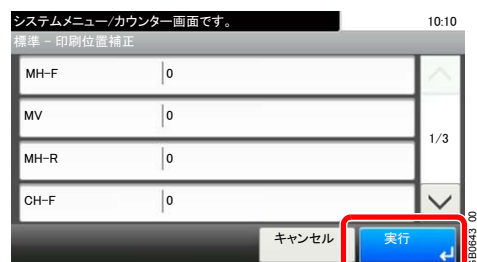 システムメニュー/カウンター画面です。 10:10
標準 - 印刷位置補正
MH-F 0
MV 0
1/3
MH-R 0
CH-F 0
キャンセル 実行
GB0643_00